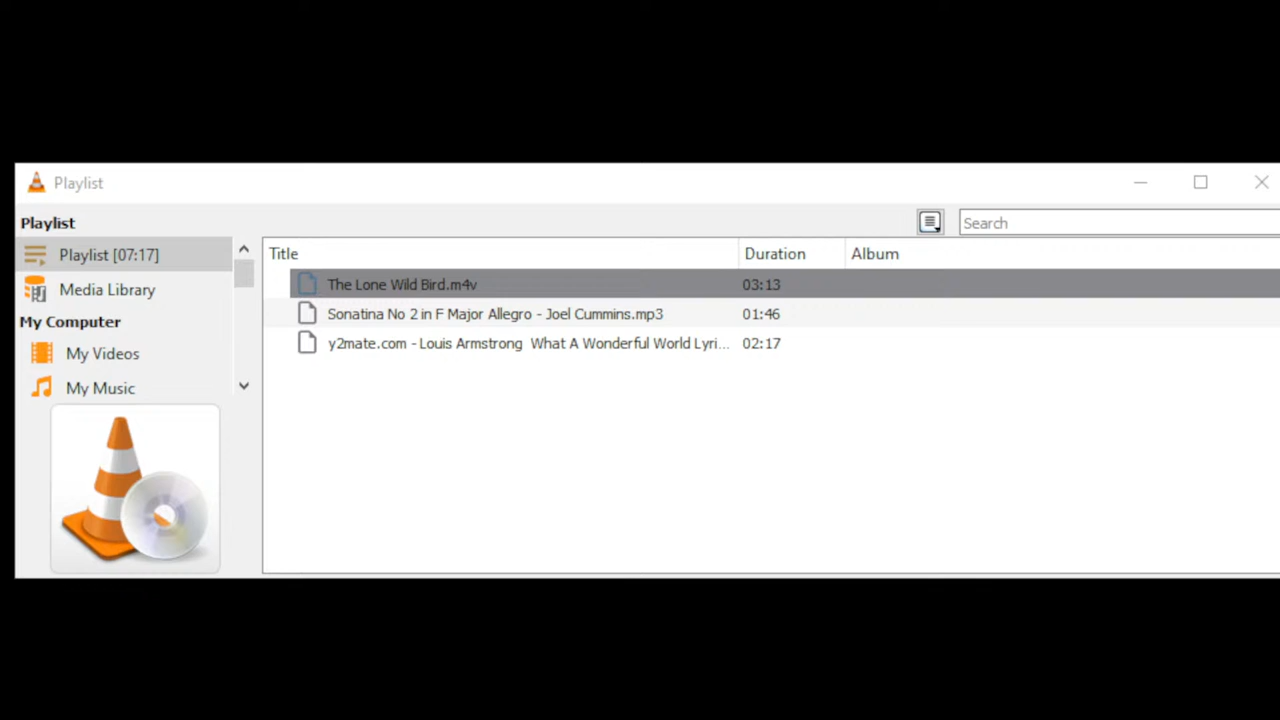 Playlist
Playlist
Search
Playlist [07:17]
Title Duration Album
Media Library
The Lone Wild Bird.m4v 03:13
My Computer
Sonatina No 2 in F Major Allegro - Joel Cummins.mp3 01:46
My Videos
y2mate.com - Louis Armstrong  What A Wonderful World Lyri... 02:17
My Music